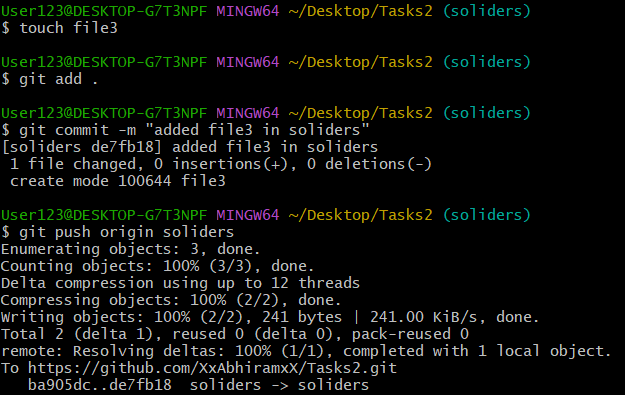 User123@DESKTOP-G7T3NPF MINGW64 ~/Desktop/Tasks2 (soliders)
$ touch file3
User123@DESKTOP-G7T3NPF MINGW64 ~/Desktop/Tasks2 (soliders)
$ git add .
User123@DESKTOP-G7T3NPF MINGW64 ~/Desktop/Tasks2 (soliders)
$ git commit -m "added file3 in soliders"
[soliders de7fb18] added file3 in soliders
1 file changed, 0 insertions(+), 0 deletions(-)
create mode 100644 file3
User123@DESKTOP-G7T3NPF MINGW64 ~/Desktop/Tasks2 (soliders)
$ git push origin soliders
Enumerating objects: 3, done.
Counting objects: 100% (3/3), done.
Delta compression using up to 12 threads
Compressing objects: 100% (2/2), done.
Writing objects: 100% (2/2), 241 bytes | 241.00 KiB/s, done.
Total 2 (delta 1), reused 0 (delta 0), pack-reused 0
remote: Resolving deltas: 100% (1/1), completed with 1 local object.
To https://github.com/XxAbhiramxX/Tasks2.git
ba905dc..de7fb18  soliders -> soliders